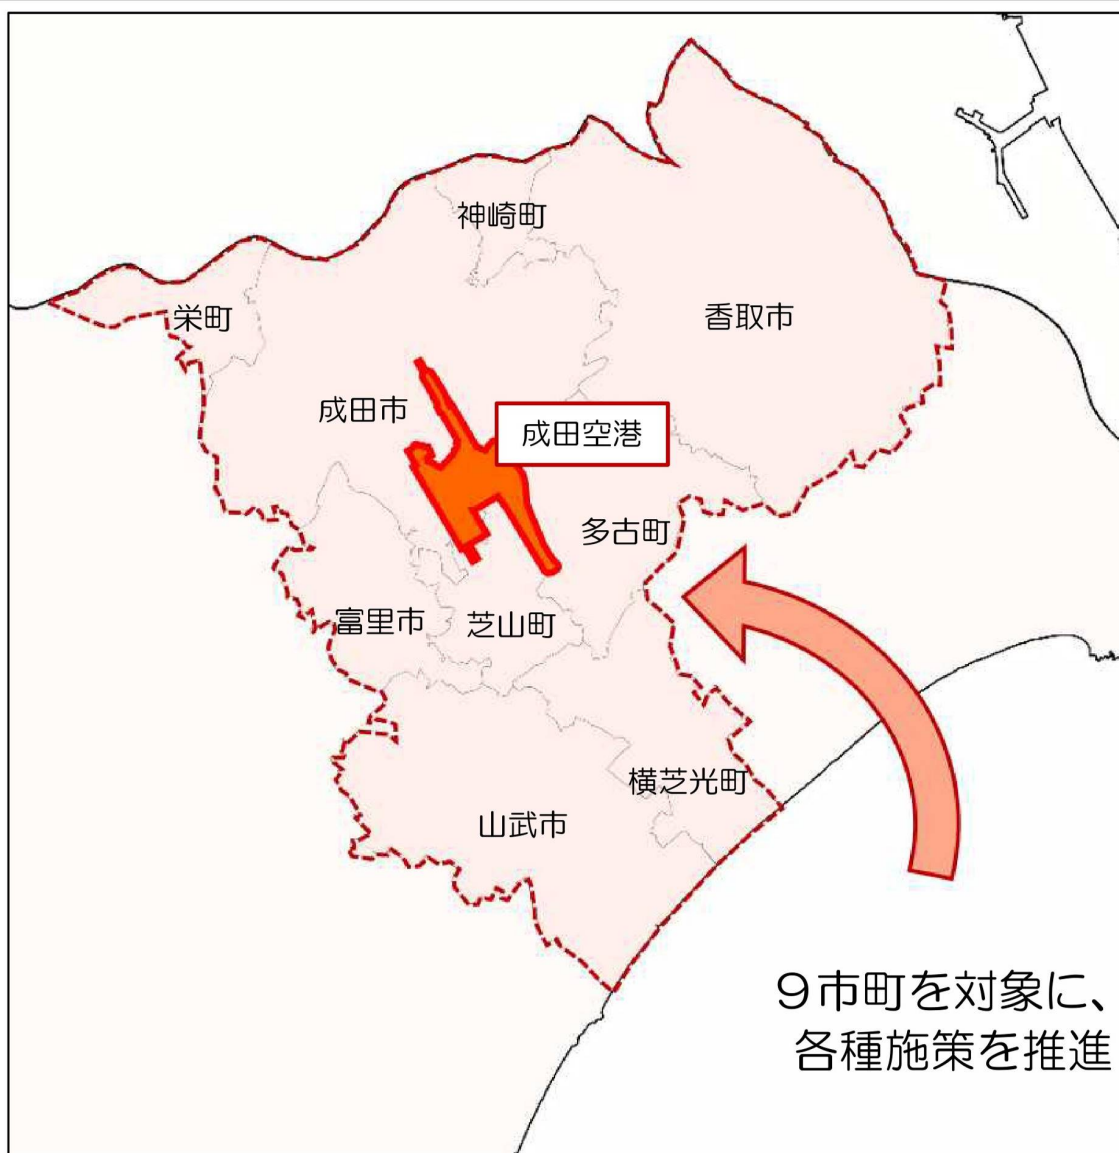 神崎町
栄町
香取市
成田市
成田空港
多古町
富里市
芝山町
横芝光町
山武市
９市町を対象に、
各種施策を推進